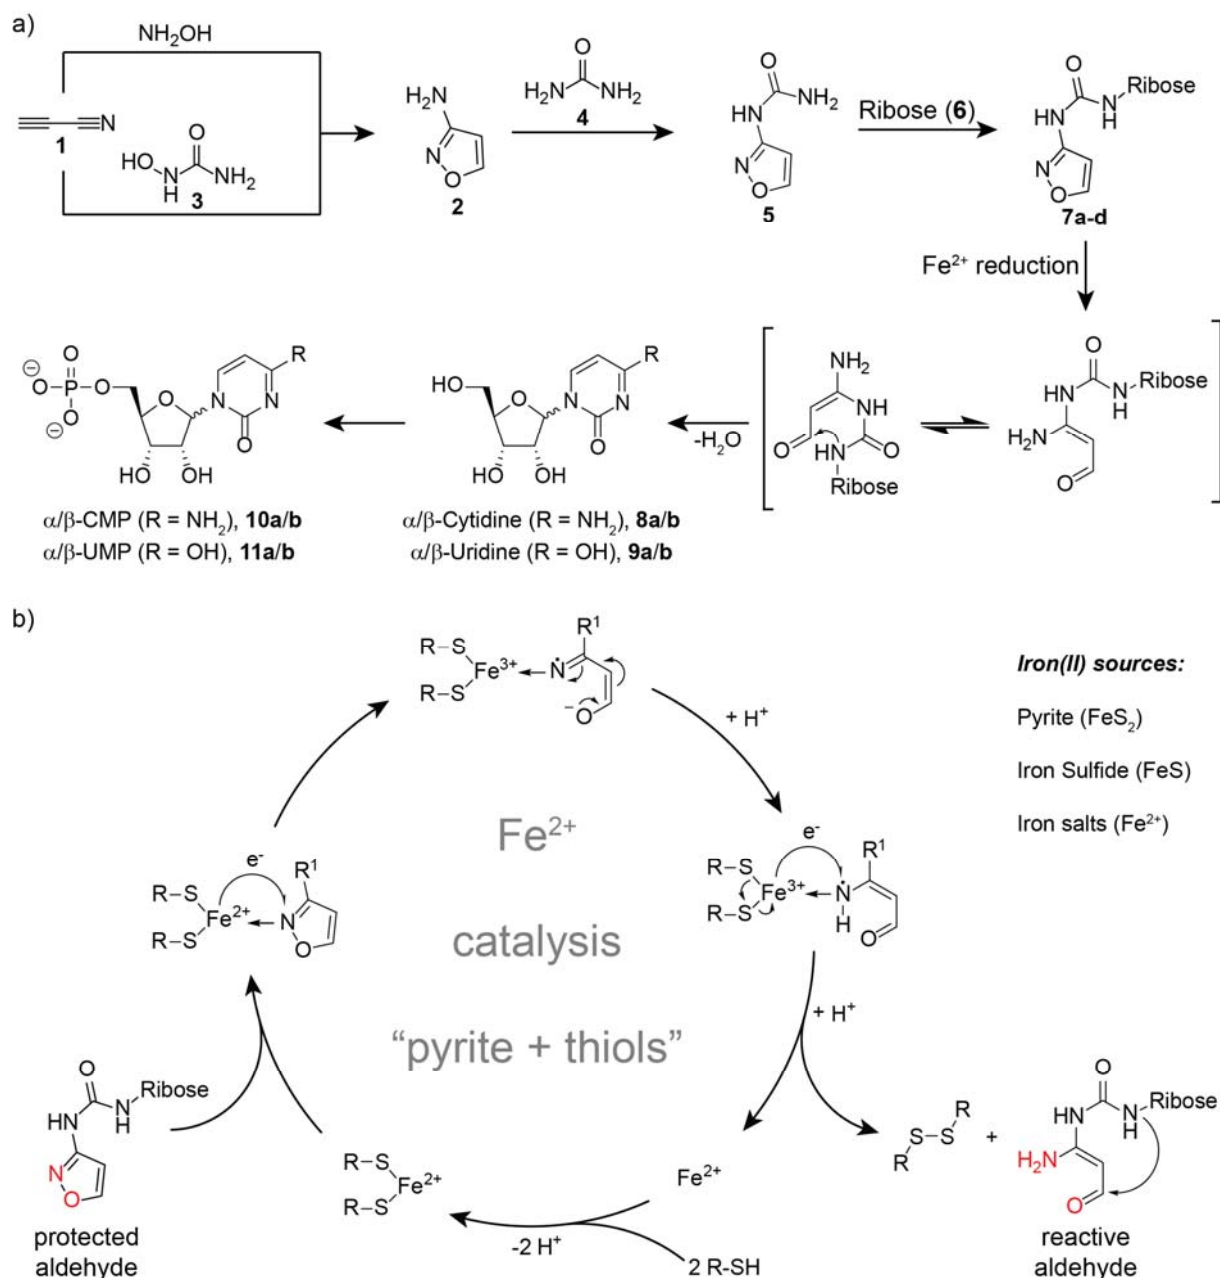 a)
NH₂OH
1
N
HO
N
H
O
NH₂
3
H₂N
N
O
2
O
H₂N
NH₂
4
HN
O
NH₂
N
O
5
Ribose (6)
O
HN
N
H
Ribose
N
O
7a-d
Fe²⁺ reduction
O
HN
N
H
Ribose
H₂N
O
NH₂
NH
O
HN
O
Ribose
-H₂O
HO
O
N
R
N
O
HO
OH
α/β-Cytidine (R = NH₂), 8a/b
α/β-Uridine (R = OH), 9a/b
⊖
O
O
P
O
O
⊖
O
N
R
N
O
HO
OH
α/β-CMP (R = NH₂), 10a/b
α/β-UMP (R = OH), 11a/b
b)
R–S
R–S
Fe³⁺
N
R¹
⁻O
+ H⁺
Iron(II) sources:
Pyrite (FeS₂)
Iron Sulfide (FeS)
Iron salts (Fe²⁺)
Fe²⁺
catalysis
“pyrite + thiols”
e⁻
R–S
R–S
Fe²⁺
N
O
R¹
e⁻
R–S
R–S
Fe³⁺
N
H
R¹
O
+ H⁺
O
HN
N
H
Ribose
N
O
protected
aldehyde
R–S
R–S
Fe²⁺
-2 H⁺
Fe²⁺
2 R-SH
R
S–S
R
+
O
HN
N
H
Ribose
H₂N
O
reactive
aldehyde